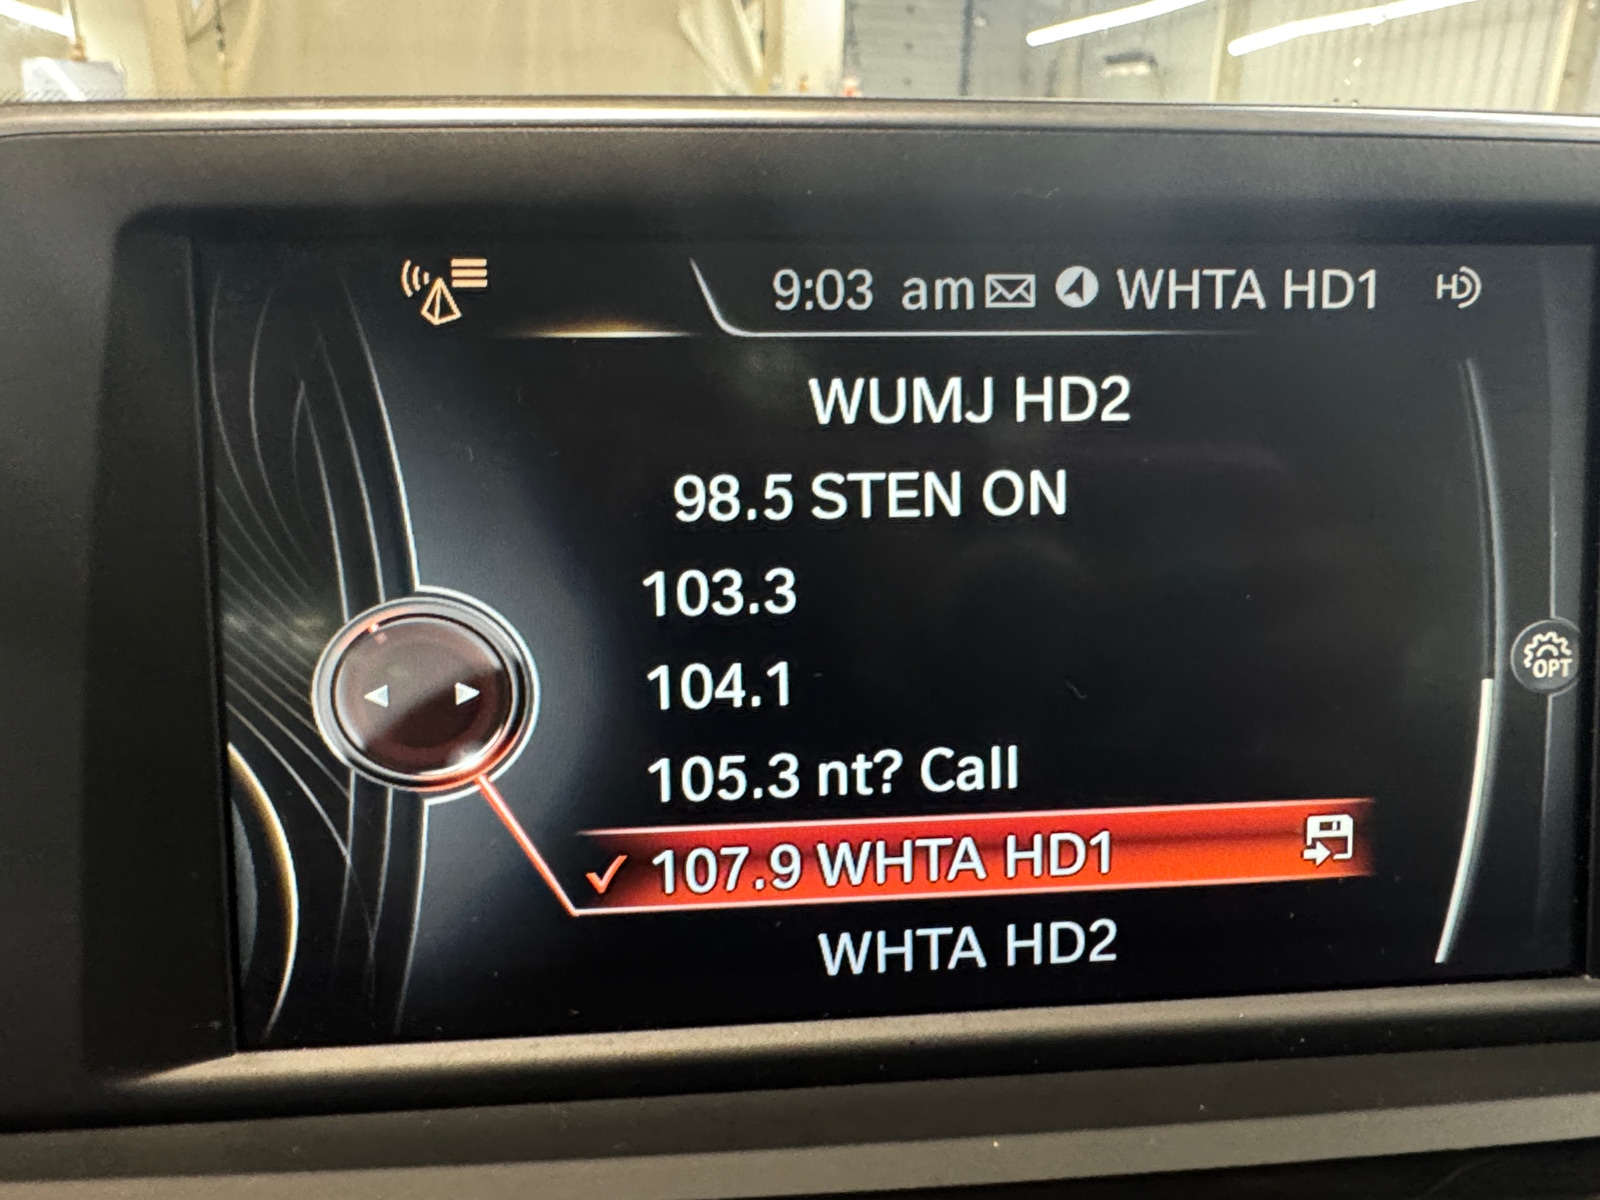 9:03 am WHTA HD1 HD
WUMJ HD2
98.5 STEN ON
103.3
104.1
105.3 nt? Call
107.9 WHTA HD1
WHTA HD2
OPT